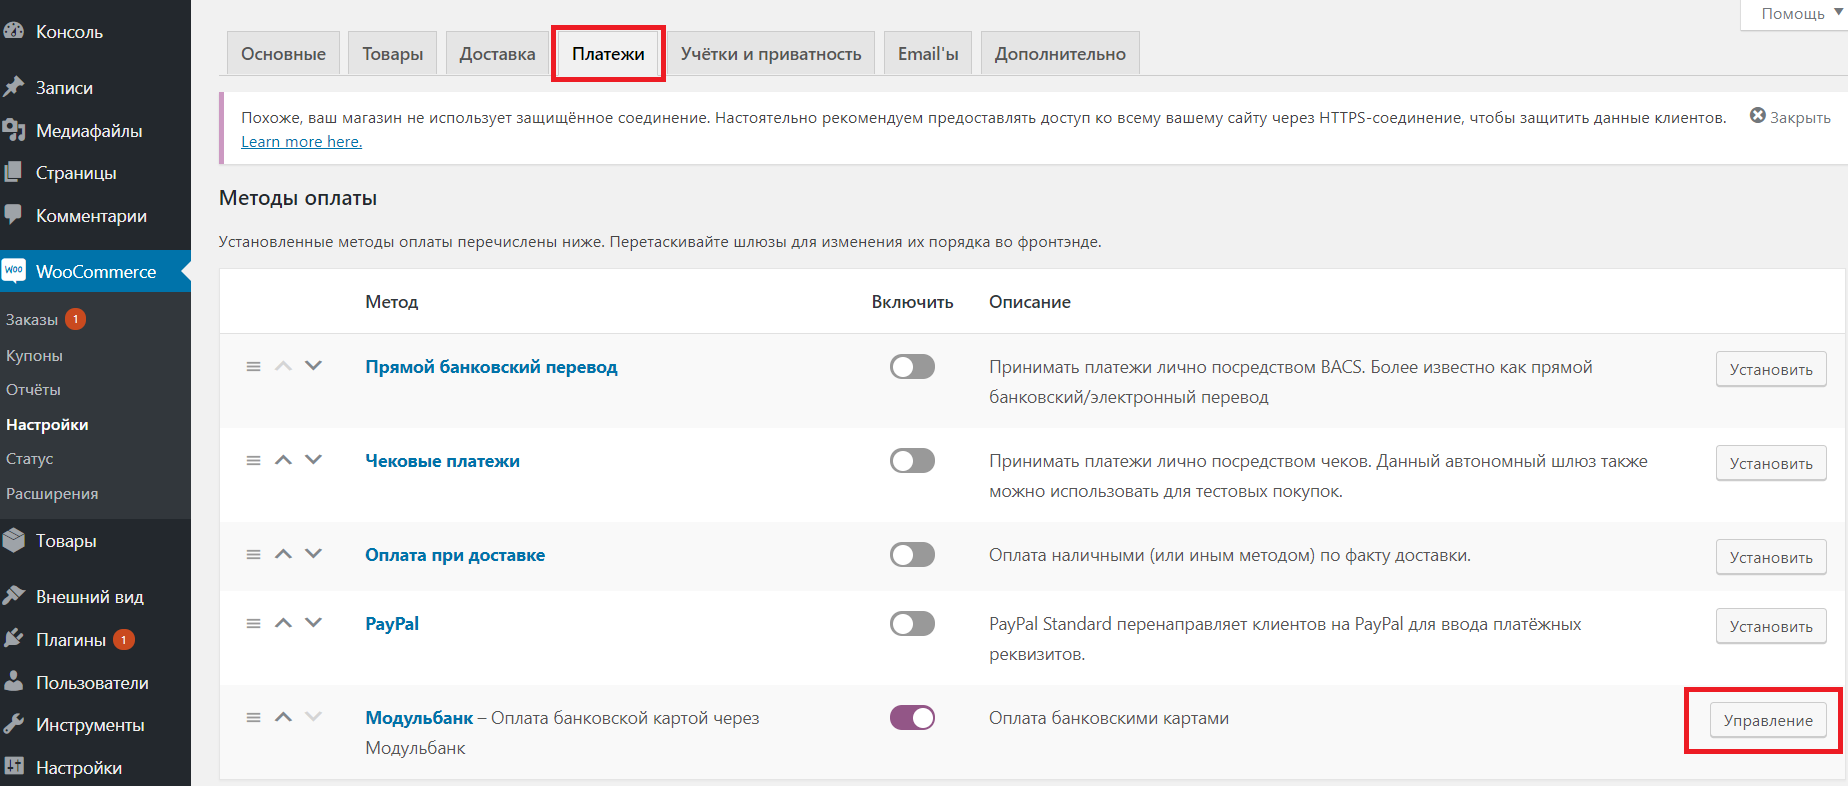 Помощь
Консоль
Записи
Медиафайлы
Страницы
Комментарии
WooCommerce
Заказы 1
Купоны
Отчёты
Настройки
Статус
Расширения
Товары
Внешний вид
Плагины 1
Пользователи
Инструменты
Настройки
Основные Товары Доставка Платежи Учётки и приватность Email'ы Дополнительно
Похоже, ваш магазин не использует защищённое соединение. Настоятельно рекомендуем предоставлять доступ ко всему вашему сайту через HTTPS-соединение, чтобы защитить данные клиентов. Закрыть
Learn more here.
Методы оплаты
Установленные методы оплаты перечислены ниже. Перетаскивайте шлюзы для изменения их порядка во фронтэнде.
Метод Включить Описание
Прямой банковский перевод Принимать платежи лично посредством BACS. Более известно как прямой Установить
банковский/электронный перевод
Чековые платежи Принимать платежи лично посредством чеков. Данный автономный шлюз также Установить
можно использовать для тестовых покупок.
Оплата при доставке Оплата наличными (или иным методом) по факту доставки. Установить
PayPal PayPal Standard перенаправляет клиентов на PayPal для ввода платёжных Установить
реквизитов.
Модульбанк – Оплата банковской картой через Оплата банковскими картами Управление
Модульбанк